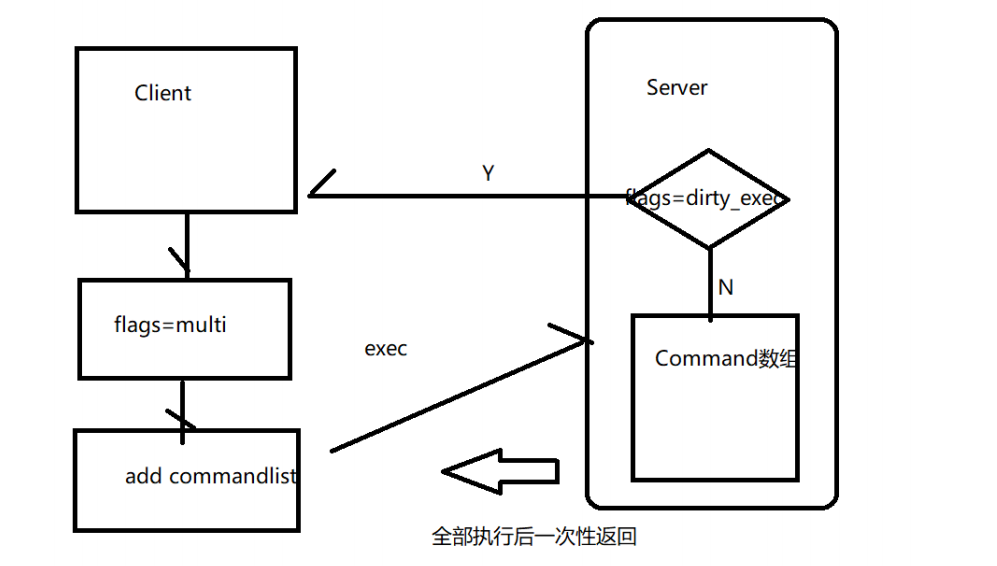 Client
Server
Y
flags=dirty_exec
N
flags=multi
exec
Command数组
add commandlist
全部执行后一次性返回